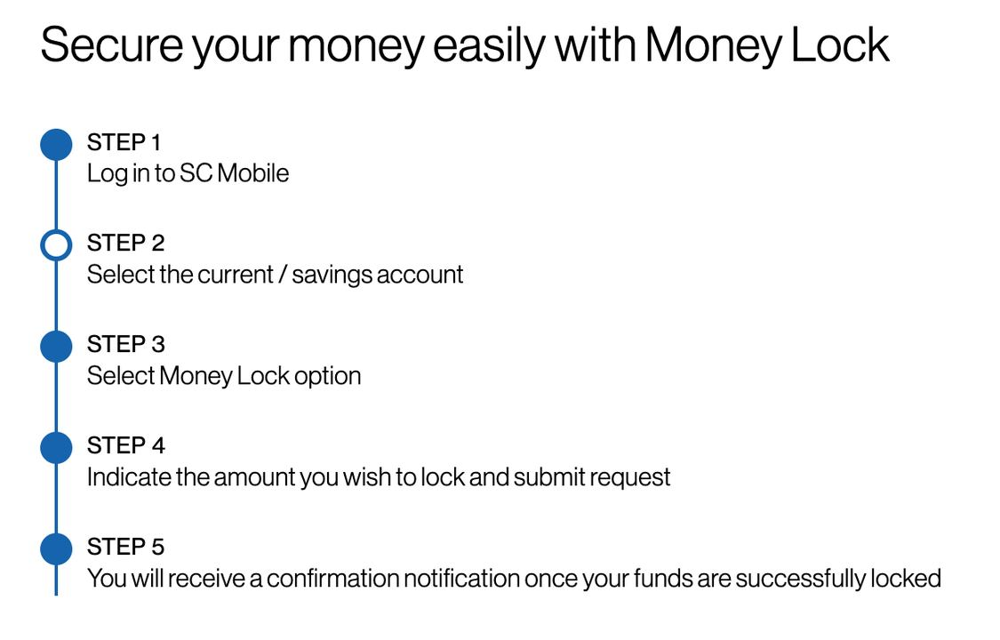 Secure your money easily with Money Lock
STEP 1
Log in to SC Mobile
STEP 2
Select the current / savings account
STEP 3
Select Money Lock option
STEP 4
Indicate the amount you wish to lock and submit request
STEP 5
You will receive a confirmation notification once your funds are successfully locked